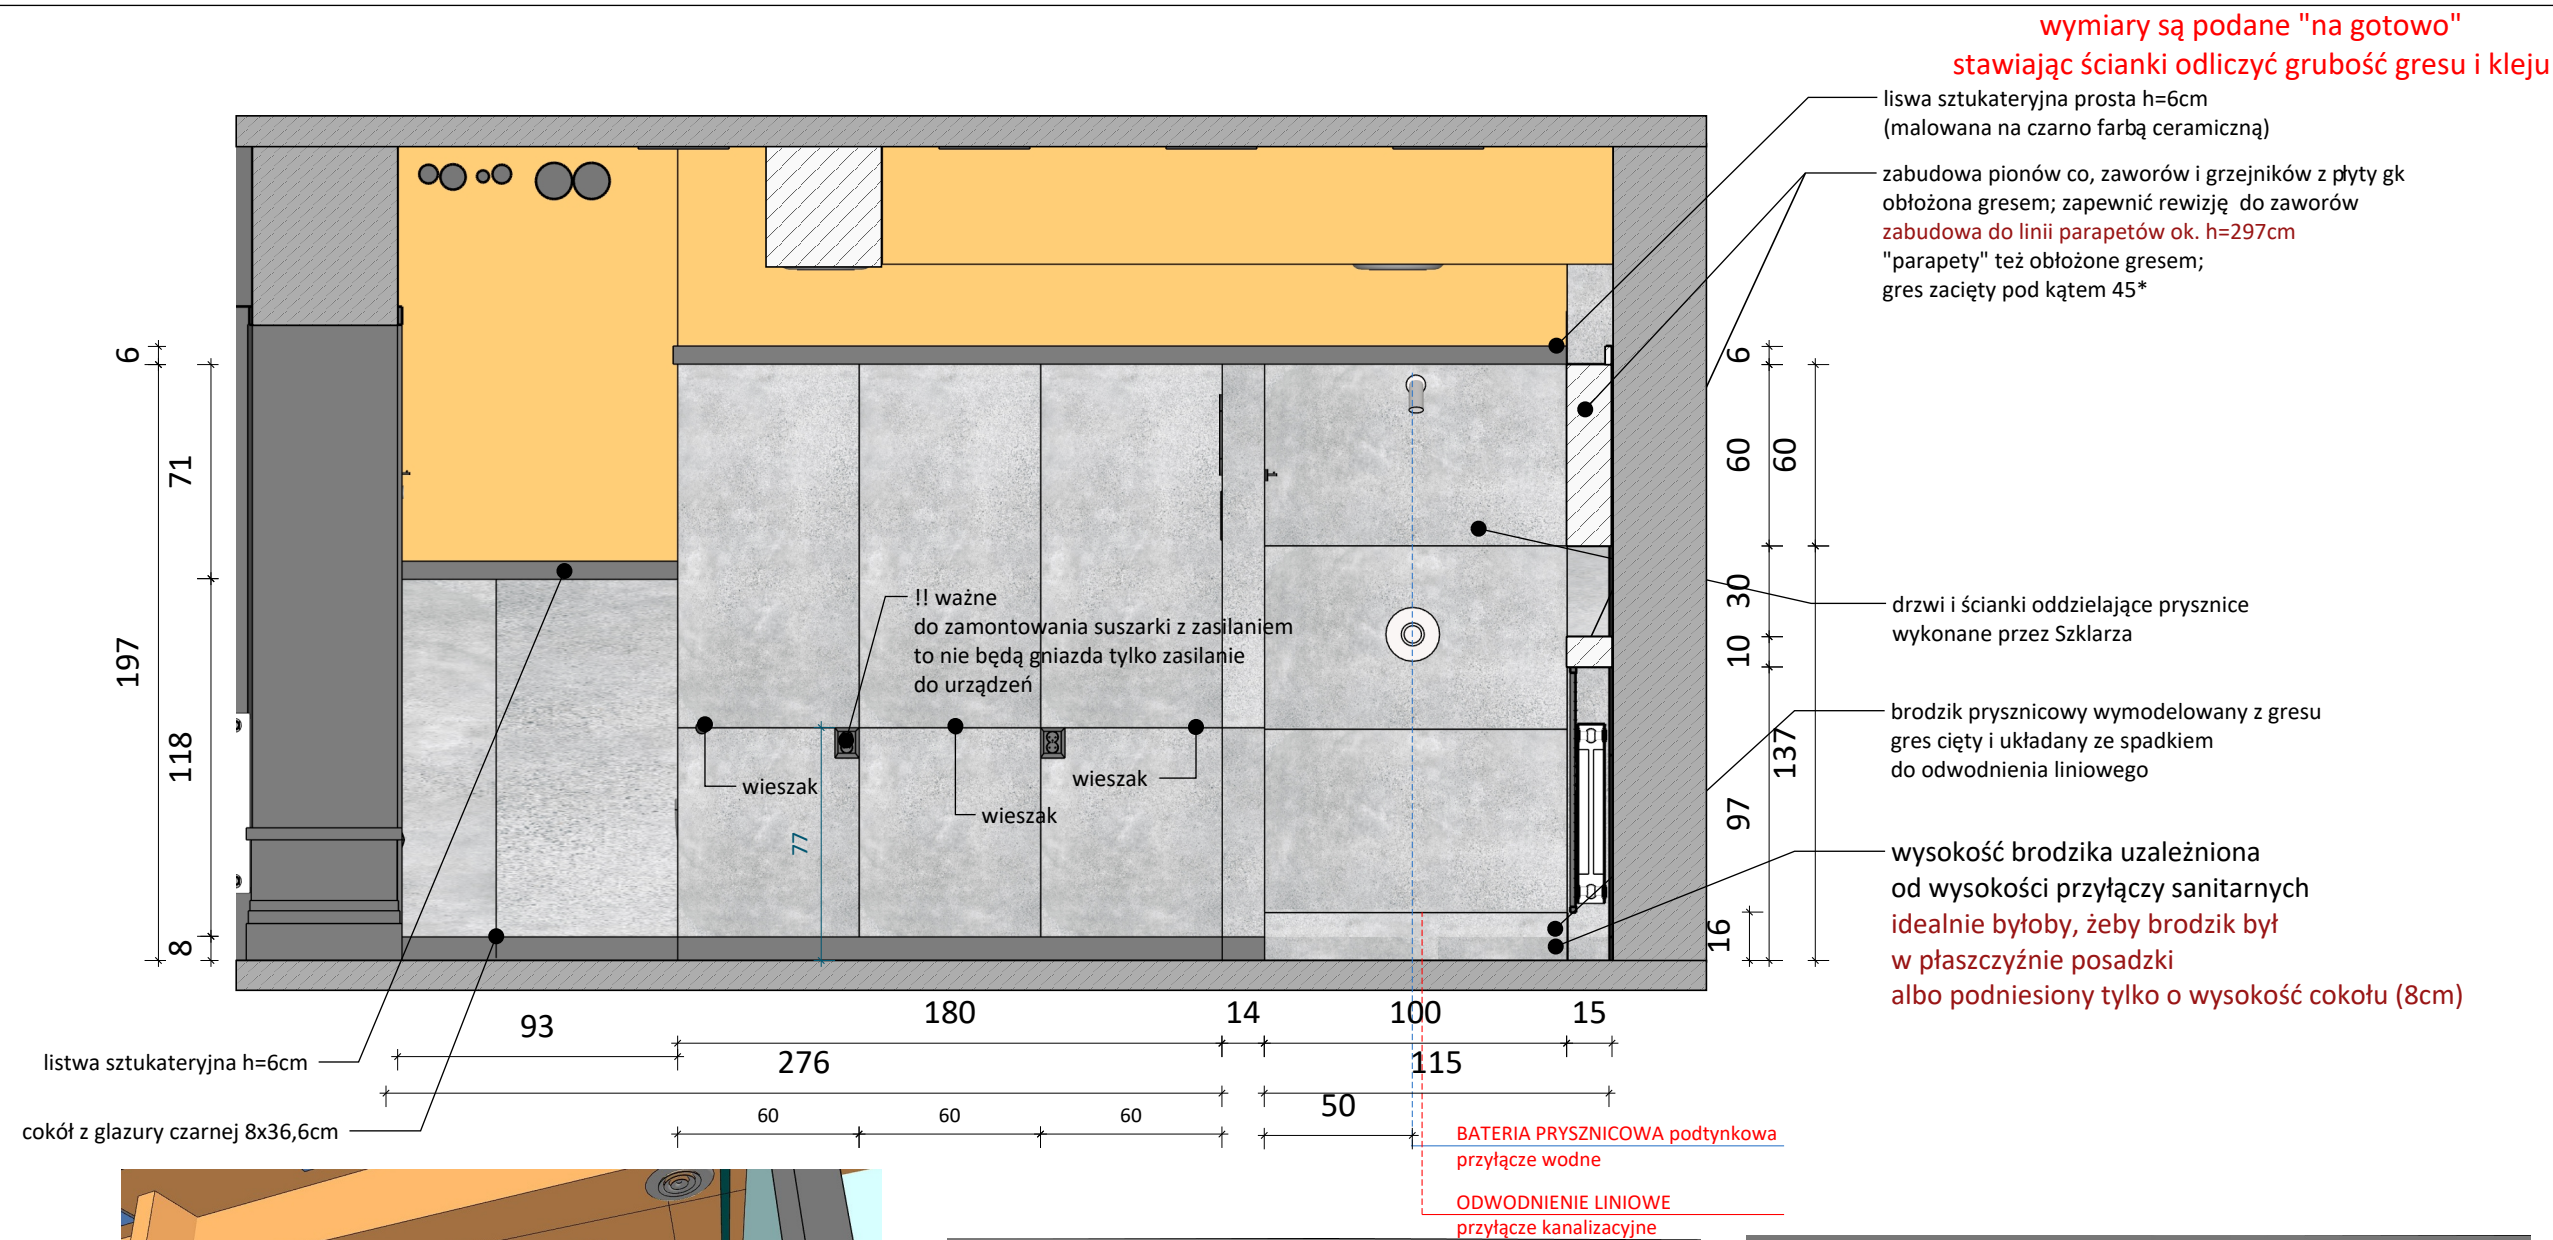 wymiary są podane "na gotowo"
stawiając ścianki odliczyć grubość gresu i kleju
liswa sztukateryjna prosta h=6cm
(malowana na czarno farbą ceramiczną)
zabudowa pionów co, zaworów i grzejników z płyty gk
obłożona gresem; zapewnić rewizję do zaworów
zabudowa do linii parapetów ok. h=297cm
"parapety" też obłożone gresem;
gres zacięty pod kątem 45*
6
71
197
118
8
6
60
60
30
10
137
97
16
!! ważne
do zamontowania suszarki z zasilaniem
to nie będą gniazda tylko zasilanie
do urządzeń
wieszak
wieszak
wieszak
77
drzwi i ścianki oddzielające prysznice
wykonane przez Szklarza
brodzik prysznicowy wymodelowany z gresu
gres cięty i układany ze spadkiem
do odwodnienia liniowego
wysokość brodzika uzależniona
od wysokości przyłączy sanitarnych
idealnie byłoby, żeby brodzik był
w płaszczyźnie posadzki
albo podniesiony tylko o wysokość cokołu (8cm)
93
180
14
100
15
listwa sztukateryjna h=6cm
276
115
60
60
60
50
cokół z glazury czarnej 8x36,6cm
BATERIA PRYSZNICOWA podtynkowa
przyłącze wodne
ODWODNIENIE LINIOWE
przyłącze kanalizacyjne